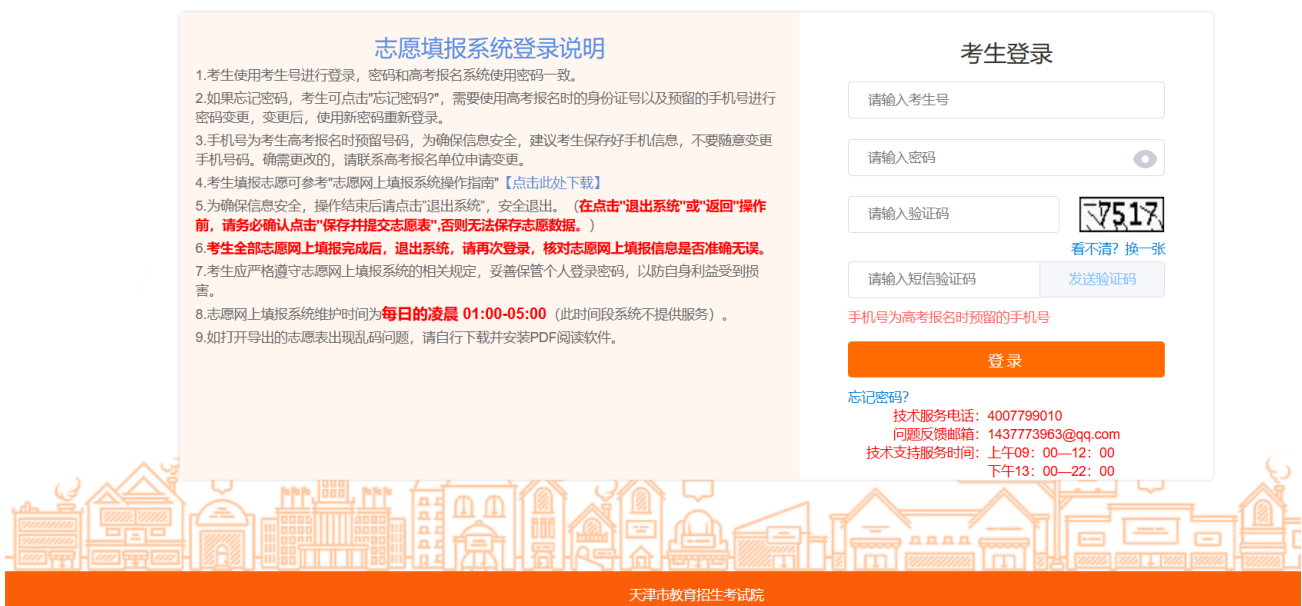 志愿填报系统登录说明
1.考生使用考生号进行登录，密码和高考报名系统使用密码一致。
2.如果忘记密码，考生可点击"忘记密码?"，需要使用高考报名时的身份证号以及预留的手机号进行
密码变更，变更后，使用新密码重新登录。
3.手机号为考生高考报名时预留号码，为确保信息安全，建议考生保存好手机信息，不要随意变更
手机号码。确需更改的，请联系高考报名单位申请变更。
4.考生填报志愿可参考"志愿网上填报系统操作指南"【点击此处下载】
5.为确保信息安全，操作结束后请点击"退出系统"，安全退出。（在点击"退出系统"或"返回"操作
前，请务必确认点击"保存并提交志愿表",否则无法保存志愿数据。）
6.考生全部志愿网上填报完成后，退出系统，请再次登录，核对志愿网上填报信息是否准确无误。
7.考生应严格遵守志愿网上填报系统的相关规定，妥善保管个人登录密码，以防自身利益受到损
害。
8.志愿网上填报系统维护时间为每日的凌晨 01:00-05:00（此时间段系统不提供服务）。
9.如打开导出的志愿表出现乱码问题，请自行下载并安装PDF阅读软件。
考生登录
请输入考生号
请输入密码
请输入验证码
7517
看不清？换一张
请输入短信验证码
发送验证码
手机号为高考报名时预留的手机号
登录
忘记密码?
技术服务电话：4007799010
问题反馈邮箱：1437773963@qq.com
技术支持服务时间：上午09：00—12：00
下午13：00—22：00
天津市教育招生考试院